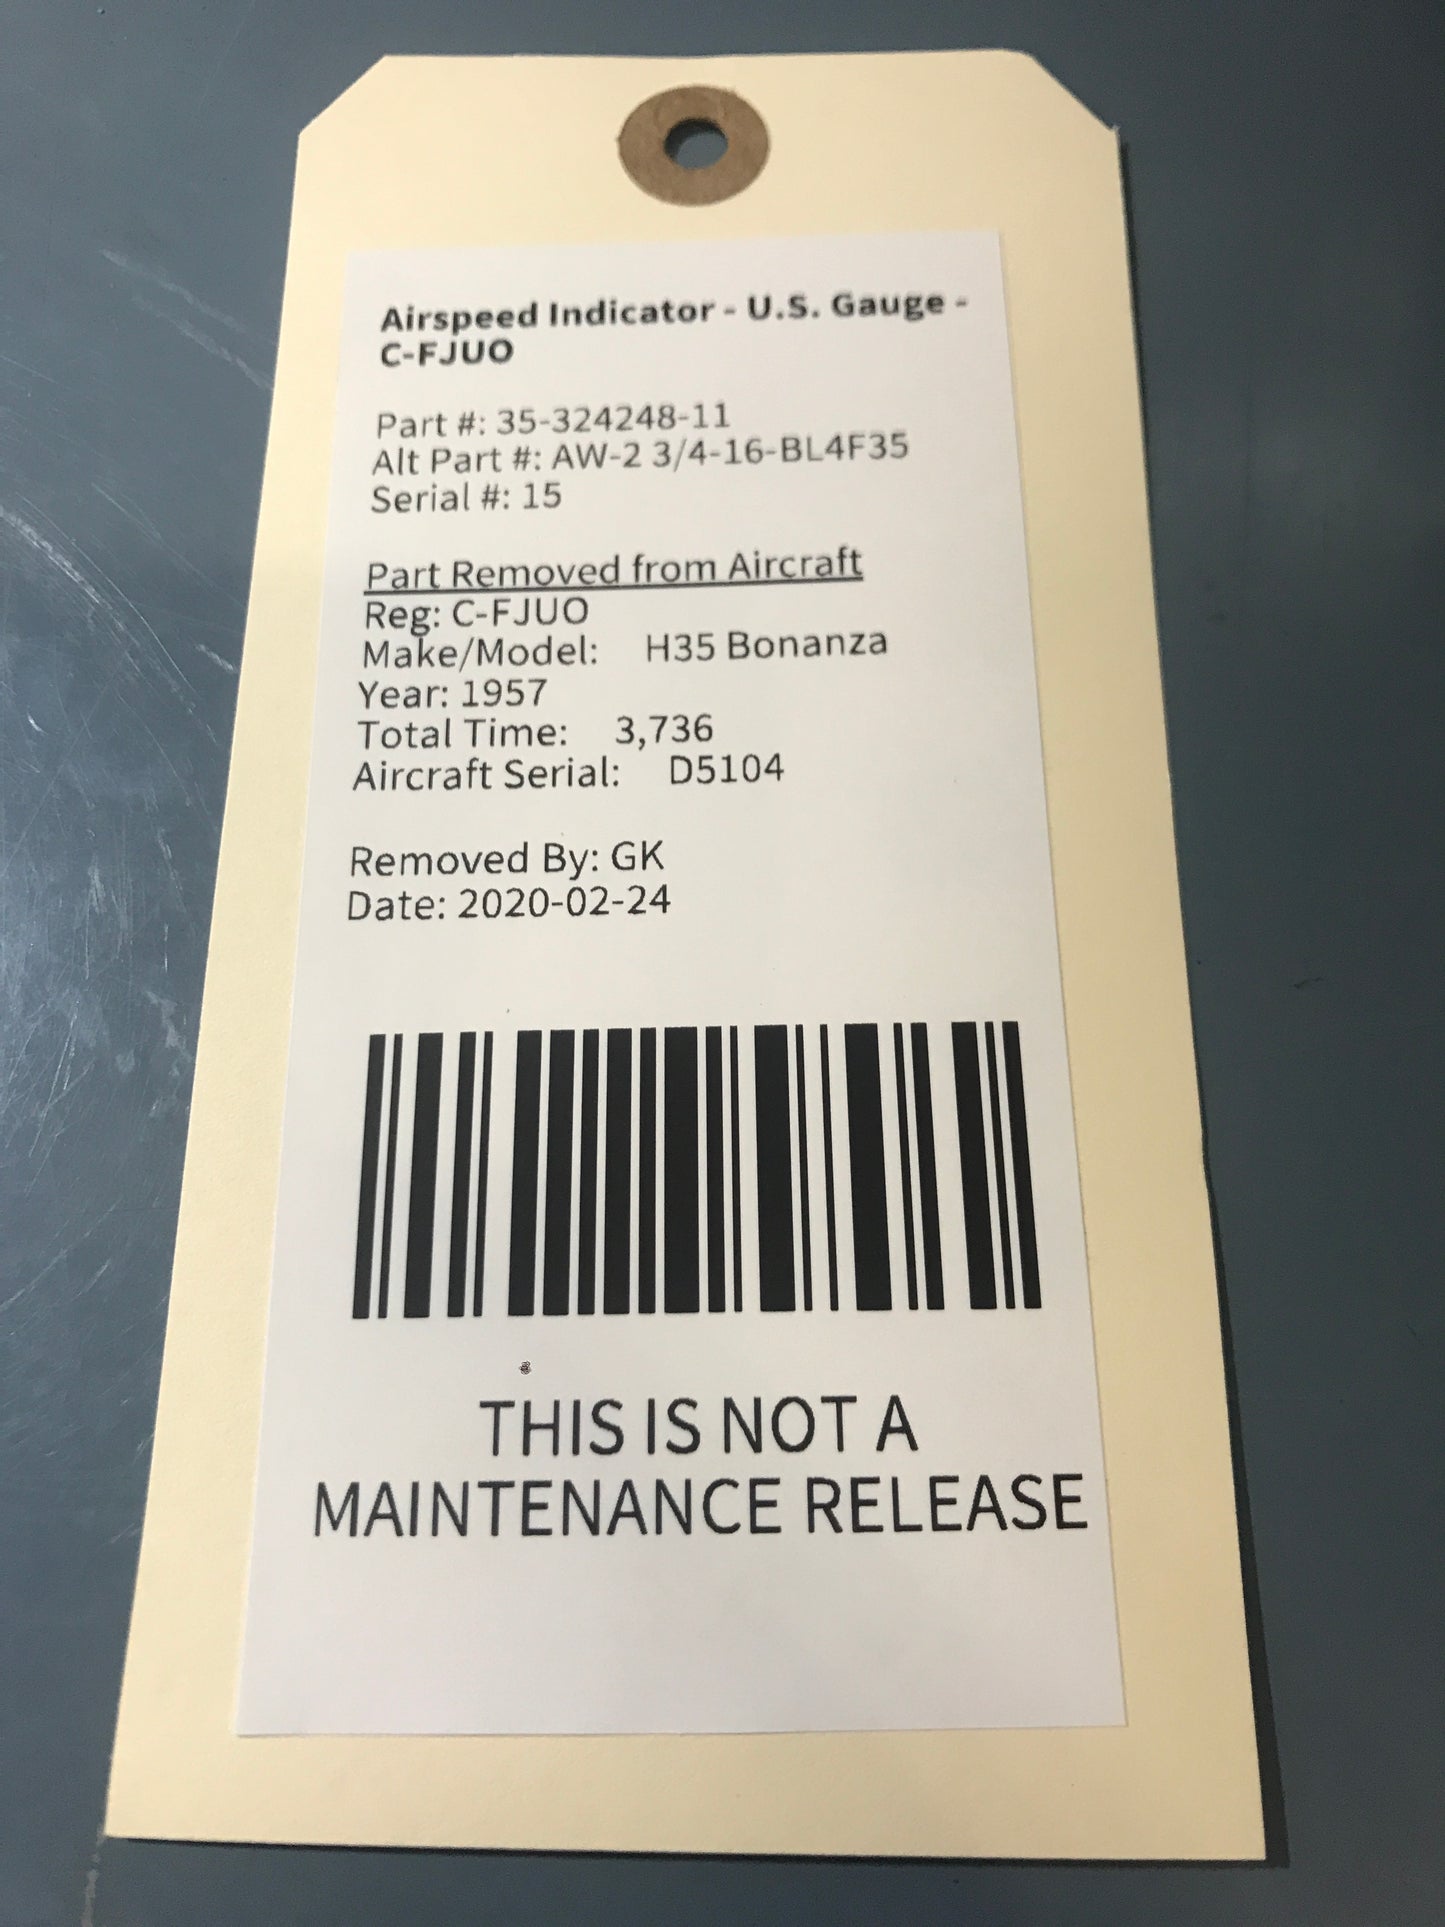 Airspeed Indicator - U.S. Gauge -
C-FJUO
Part #: 35-324248-11
Alt Part #: AW-2 3/4-16-BL4F35
Serial #: 15
Part Removed from Aircraft
Reg: C-FJUO
Make/Model: H35 Bonanza
Year: 1957
Total Time: 3,736
Aircraft Serial: D5104
Removed By: GK
Date: 2020-02-24
THIS IS NOT A
MAINTENANCE RELEASE